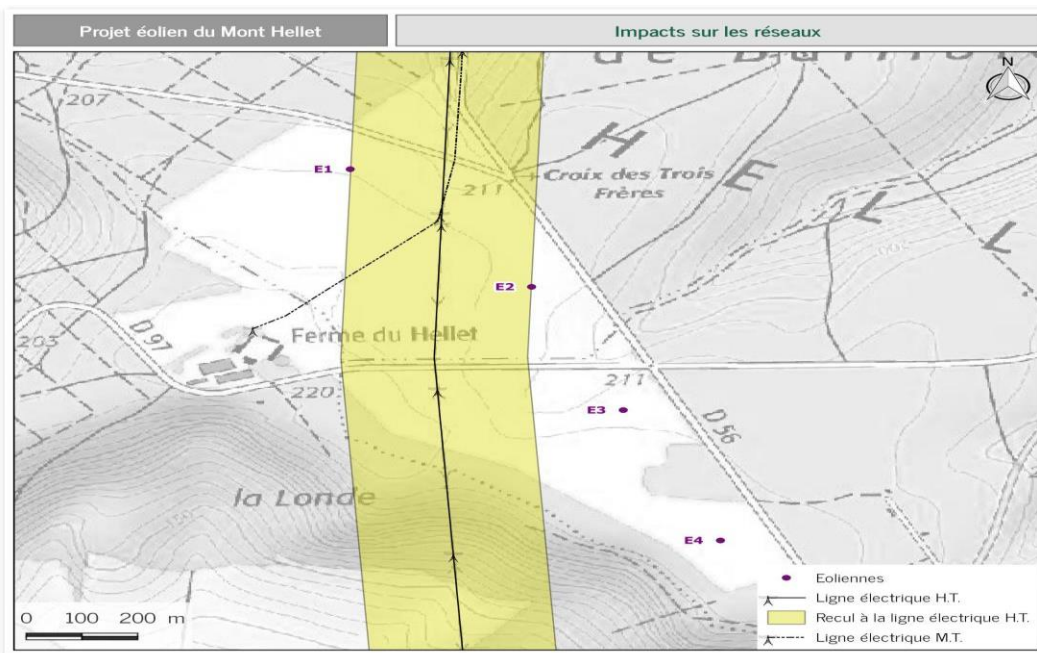 Projet éolien du Mont Hellet
Impacts sur les réseaux
N
207
E1
211
Croix des Trois
Frères
H
E
L
L
200
E2
D 97
203
Ferme du Hellet
220
211
E3
D 56
la Londe
E4
0 100 200 m
Eoliennes
Ligne électrique H.T.
Recul à la ligne électrique H.T.
Ligne électrique M.T.